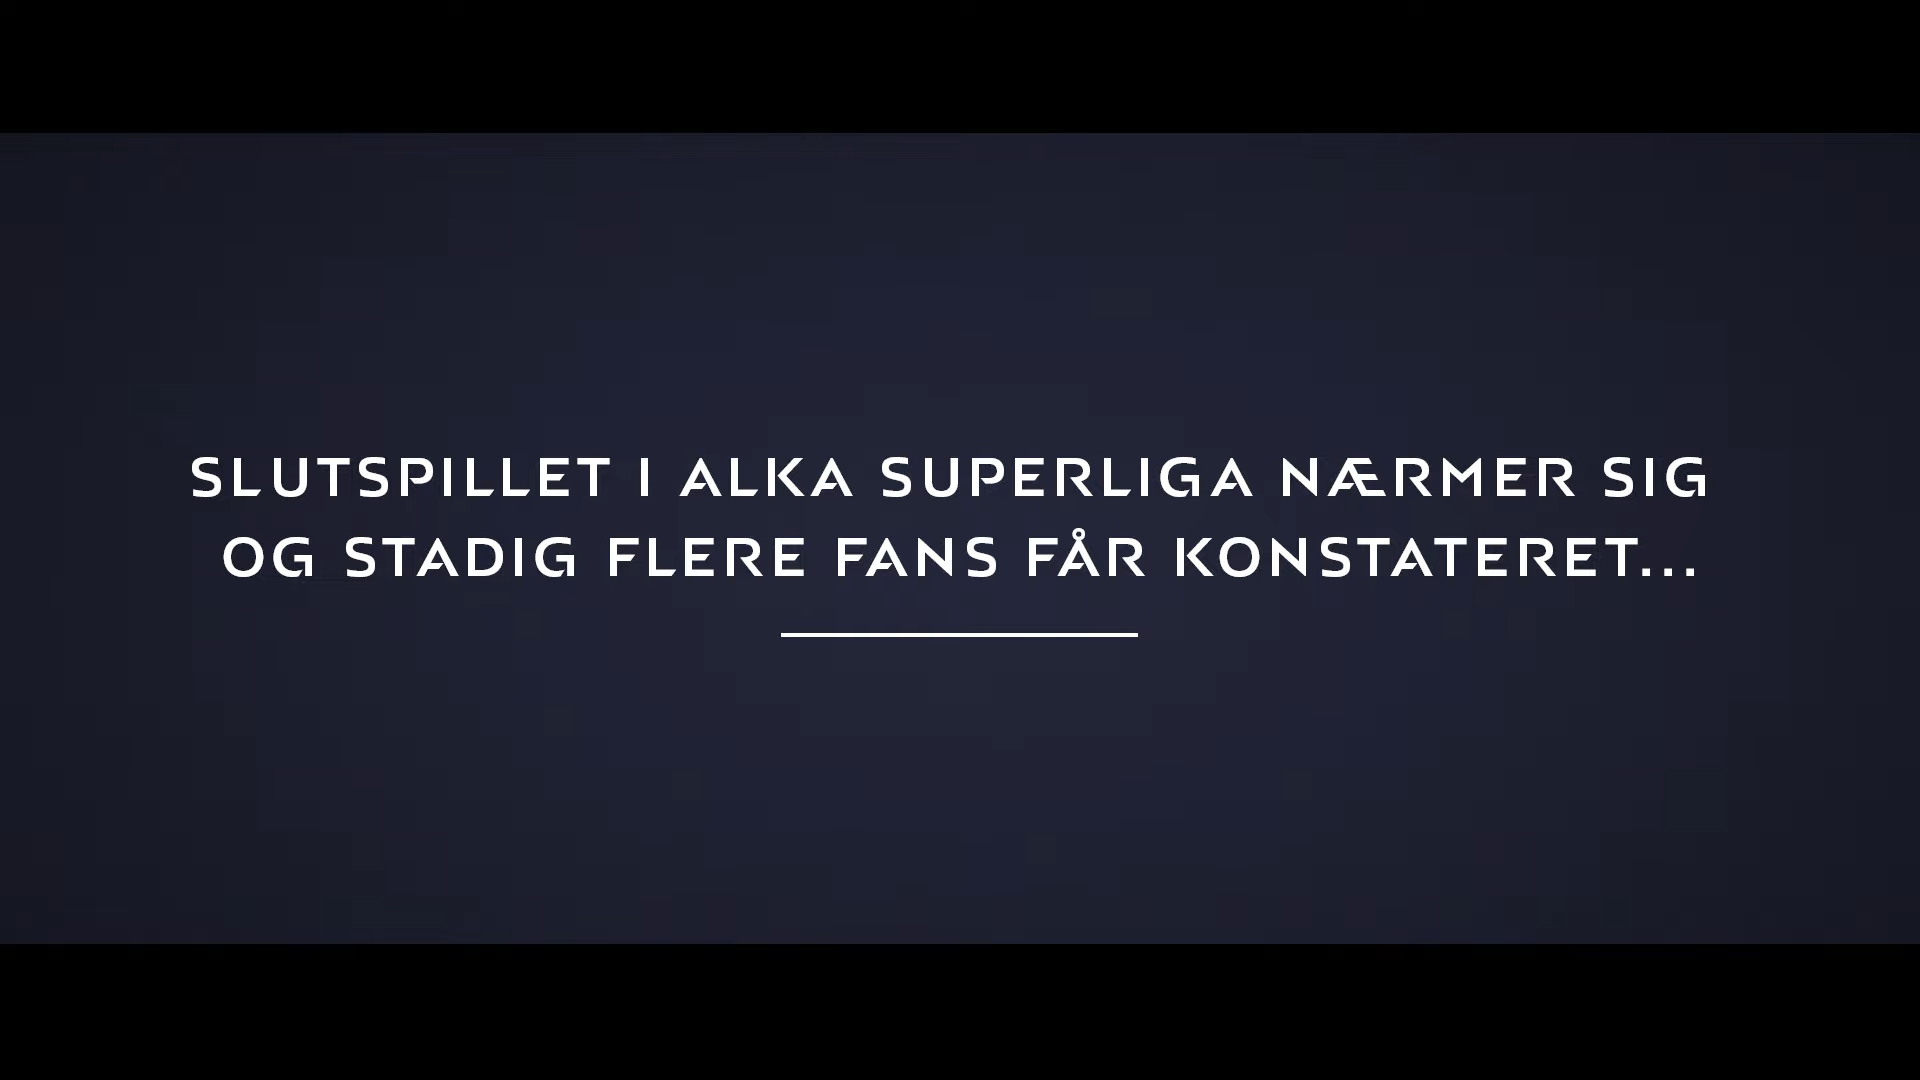 SLUTSPILLET I ALKA SUPERLIGA NÆRMER SIG
OG STADIG FLERE FANS FÅR KONSTATERET...